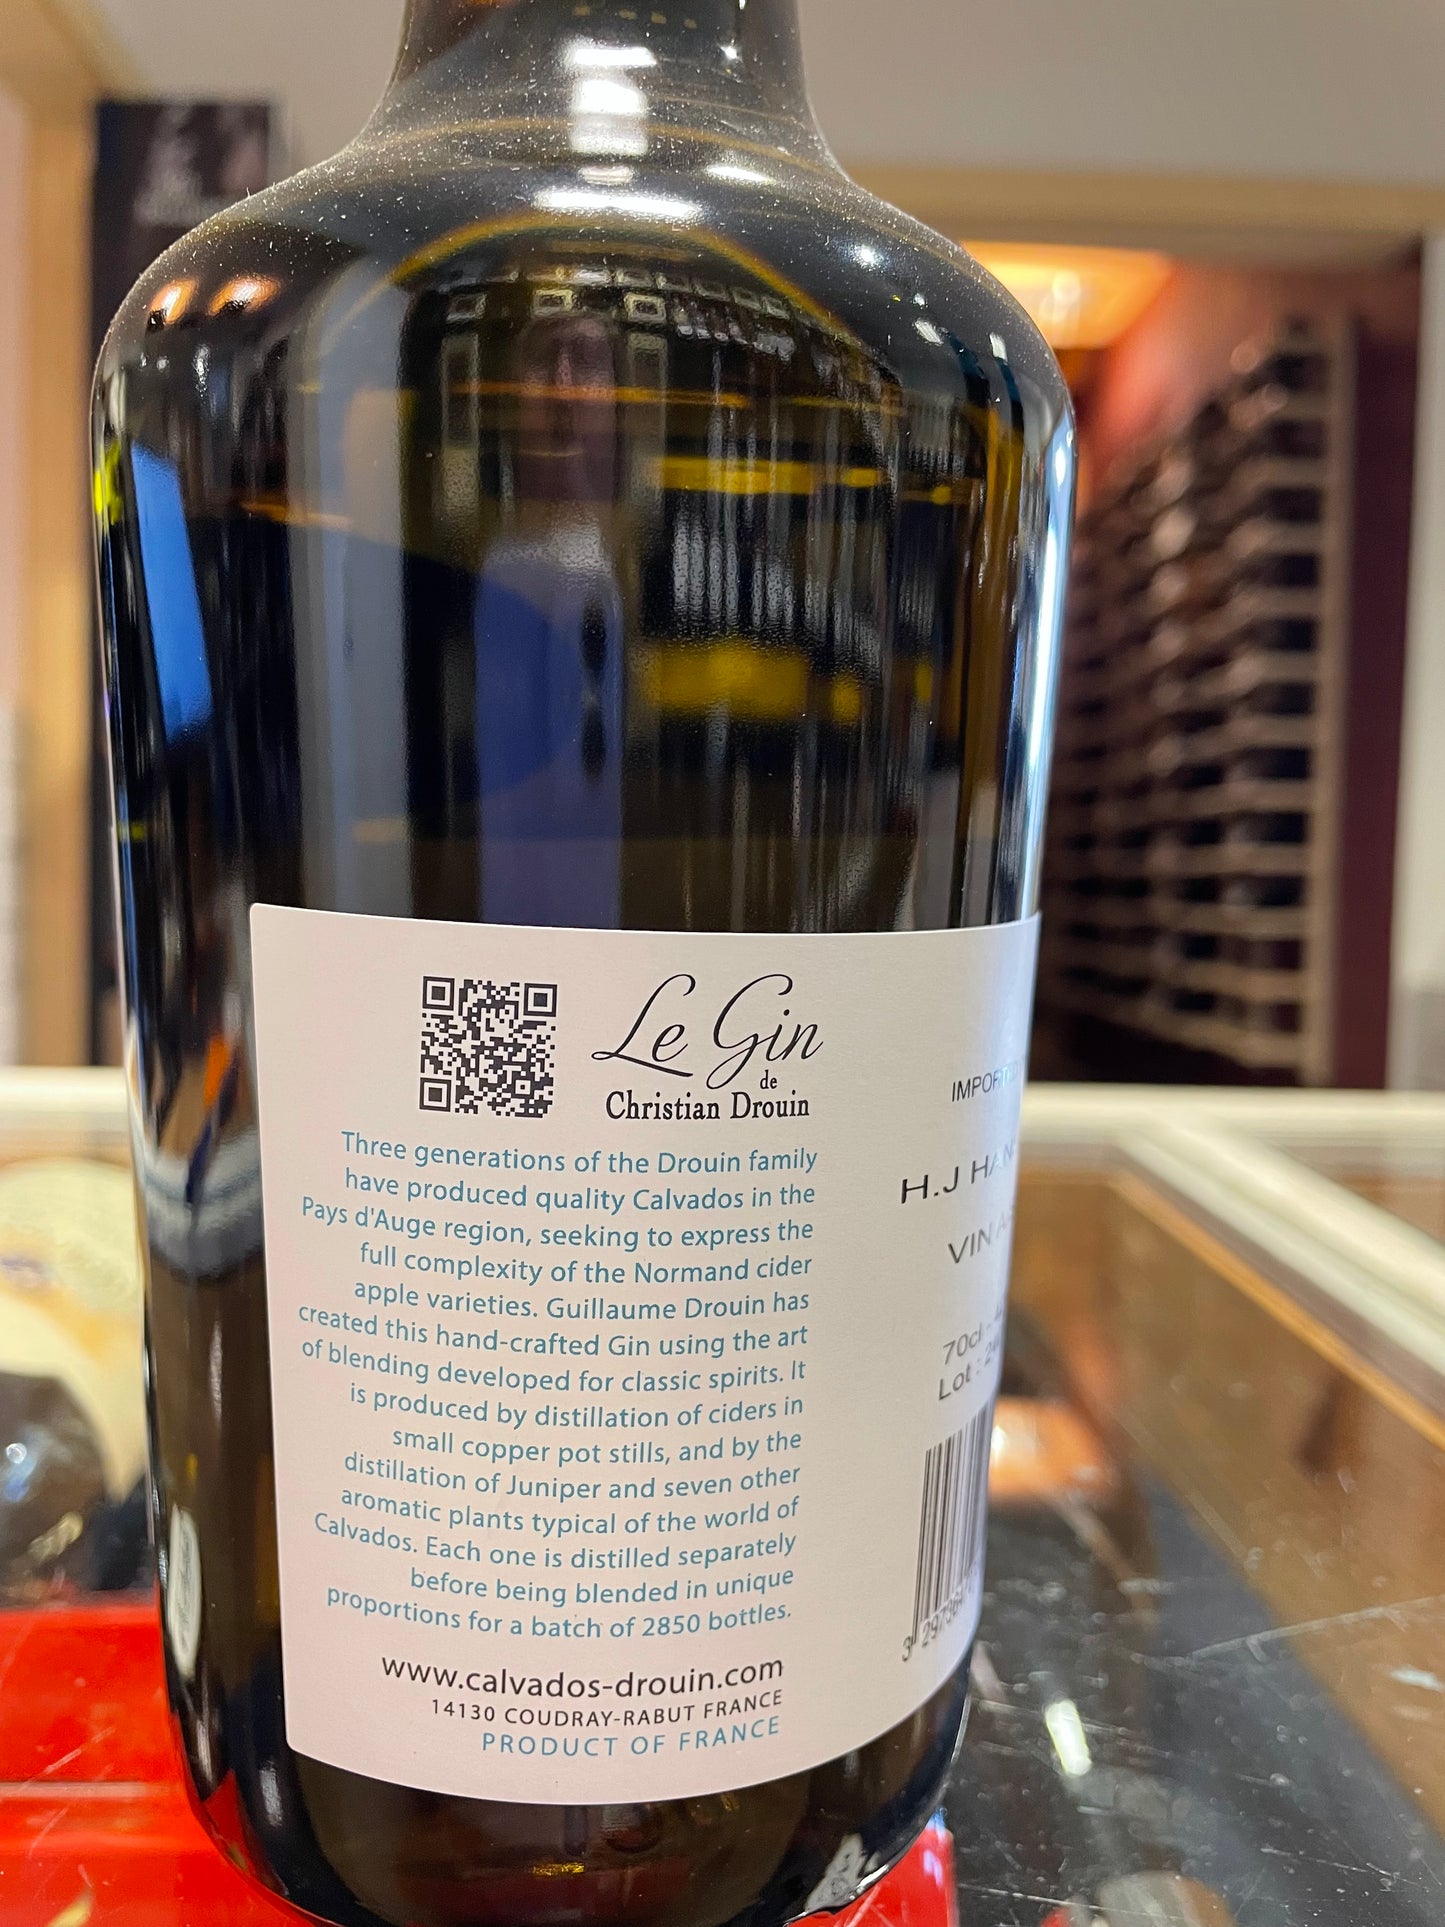 Le Gin
de
Christian Drouin
Three generations of the Drouin family
have produced quality Calvados in the
Pays d'Auge region, seeking to express the
full complexity of the Normand cider
apple varieties. Guillaume Drouin has
created this hand-crafted Gin using the art
of blending developed for classic spirits. It
is produced by distillation of ciders in
small copper pot stills, and by the
distillation of Juniper and seven other
aromatic plants typical of the world of
Calvados. Each one is distilled separately
before being blended in unique
proportions for a batch of 2850 bottles.
www.calvados-drouin.com
14130 COUDRAY-RABUT FRANCE
PRODUCT OF FRANCE
H.J
70cl
Lot :